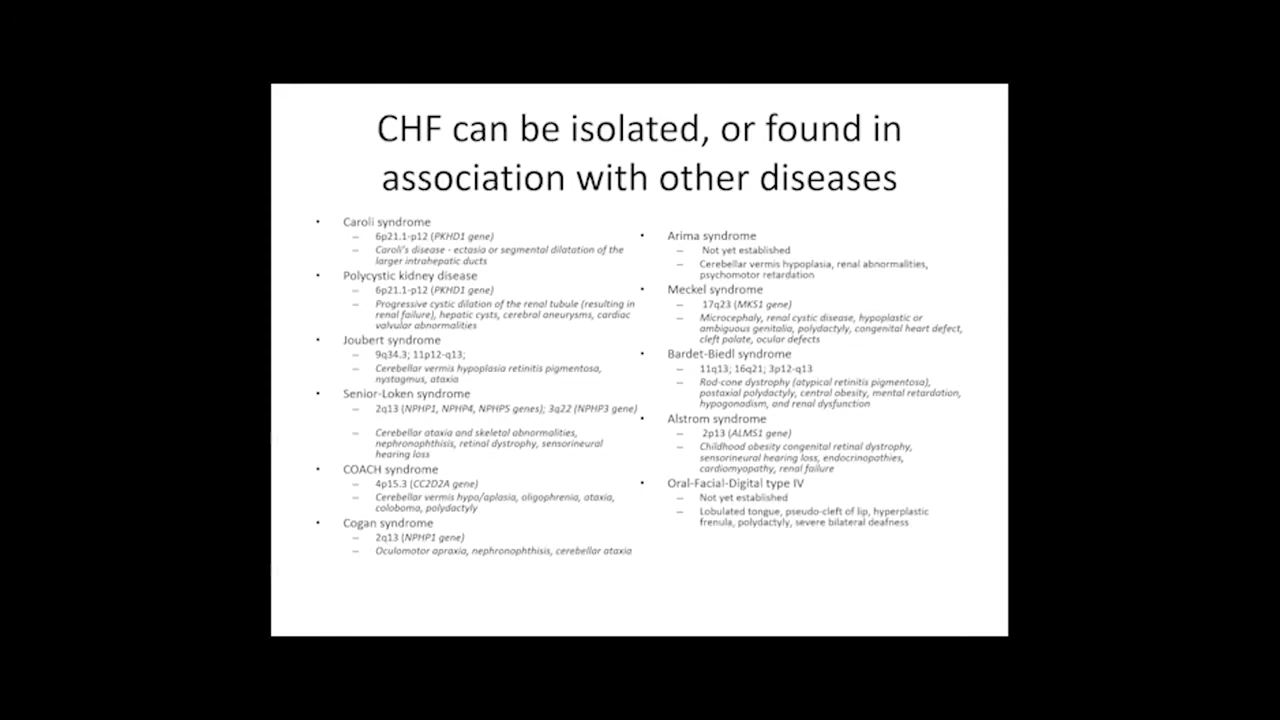 CHF can be isolated, or found in
association with other diseases
• Caroli syndrome
– 6p21.1-p12 (PKHD1 gene)
– Caroli's disease - ectasia or segmental dilatation of the
larger intrahepatic ducts
• Polycystic kidney disease
– 6p21.1-p12 (PKHD1 gene)
– Progressive cystic dilation of the renal tubule (resulting in
renal failure), hepatic cysts, cerebral aneurysms, cardiac
valvular abnormalities
• Joubert syndrome
– 9q34.3; 11p12-q13;
– Cerebellar vermis hypoplasia retinitis pigmentosa,
nystagmus, ataxia
• Senior-Loken syndrome
– 2q13 (NPHP1, NPHP4, NPHP5 genes); 3q22 (NPHP3 gene)
– Cerebellar ataxia and skeletal abnormalities,
nephronophthisis, retinal dystrophy, sensorineural
hearing loss
• COACH syndrome
– 4p15.3 (CC2D2A gene)
– Cerebellar vermis hypo/aplasia, oligophrenia, ataxia,
coloboma, polydactyly
• Cogan syndrome
– 2q13 (NPHP1 gene)
– Oculomotor apraxia, nephronophthisis, cerebellar ataxia
• Arima syndrome
– Not yet established
– Cerebellar vermis hypoplasia, renal abnormalities,
psychomotor retardation
• Meckel syndrome
– 17q23 (MKS1 gene)
– Microcephaly, renal cystic disease, hypoplastic or
ambiguous genitalia, polydactyly, congenital heart defect,
cleft palate, ocular defects
• Bardet-Biedl syndrome
– 11q13; 16q21; 3p12-q13
– Rod-cone dystrophy (atypical retinitis pigmentosa),
postaxial polydactyly, central obesity, mental retardation,
hypogonadism, and renal dysfunction
• Alstrom syndrome
– 2p13 (ALMS1 gene)
– Childhood obesity congenital retinal dystrophy,
sensorineural hearing loss, endocrinopathies,
cardiomyopathy, renal failure
• Oral-Facial-Digital type IV
– Not yet established
– Lobulated tongue, pseudo-cleft of lip, hyperplastic
frenula, polydactyly, severe bilateral deafness